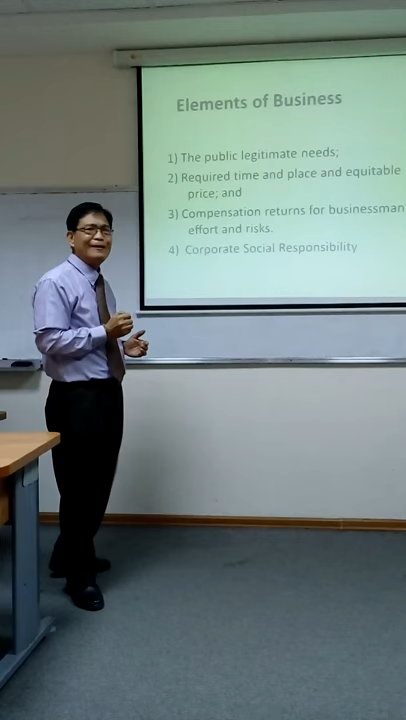 Elements of Business
1) The public legitimate needs;
2) Required time and place and equitable
price; and
3) Compensation returns for businessman
effort and risks.
4) Corporate Social Responsibility